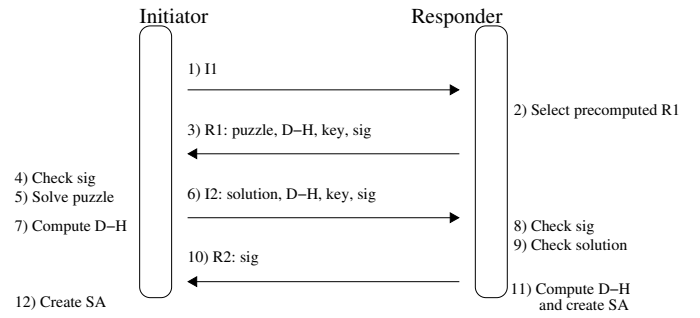 Initiator
Responder
1) I1
2) Select precomputed R1
3) R1: puzzle, D−H, key, sig
4) Check sig
5) Solve puzzle
6) I2: solution, D−H, key, sig
7) Compute D−H
8) Check sig
9) Check solution
10) R2: sig
11) Compute D−H
and create SA
12) Create SA